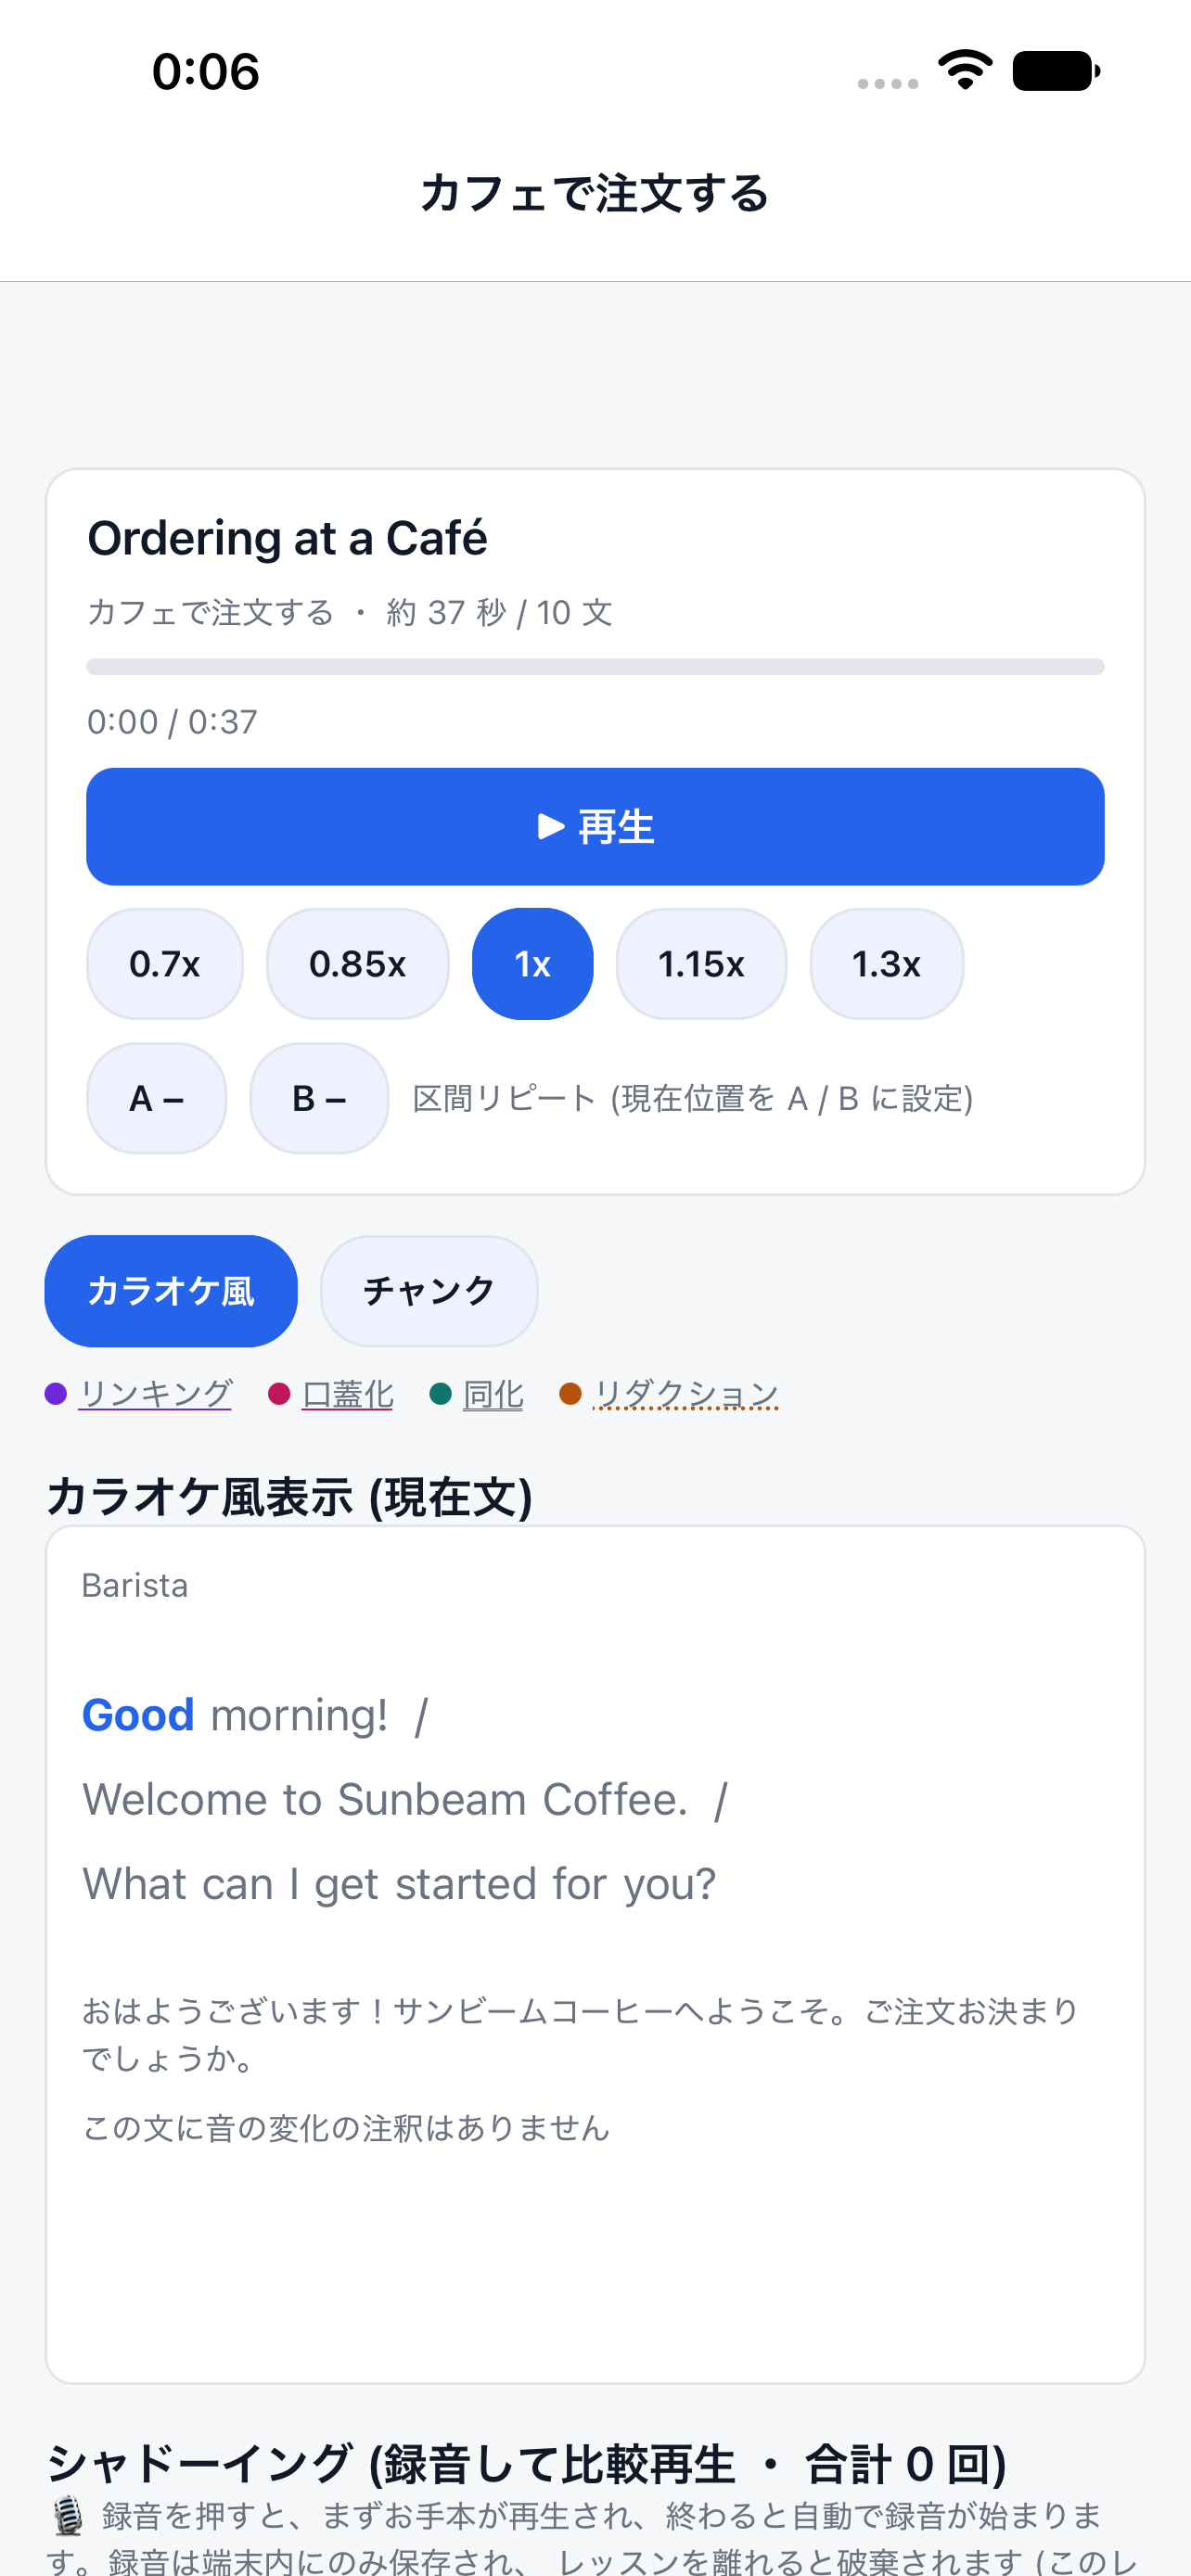 0:06
カフェで注文する
Ordering at a Café
カフェで注文する ・ 約 37 秒 / 10 文
0:00 / 0:37
▶ 再生
0.7x 0.85x 1x 1.15x 1.3x
A – B – 区間リピート (現在位置を A / B に設定)
カラオケ風 チャンク
リンキング 口蓋化 同化 リダクション
カラオケ風表示 (現在文)
Barista
Good morning! /
Welcome to Sunbeam Coffee. /
What can I get started for you?
おはようございます！サンビームコーヒーへようこそ。ご注文お決まり
でしょうか。
この文に音の変化の注釈はありません
シャドーイング (録音して比較再生 ・ 合計 0 回)
🎙 録音を押すと、まずお手本が再生され、終わると自動で録音が始まりま
す。録音は端末内にのみ保存され、 レッスンを離れると破棄されます (このレ